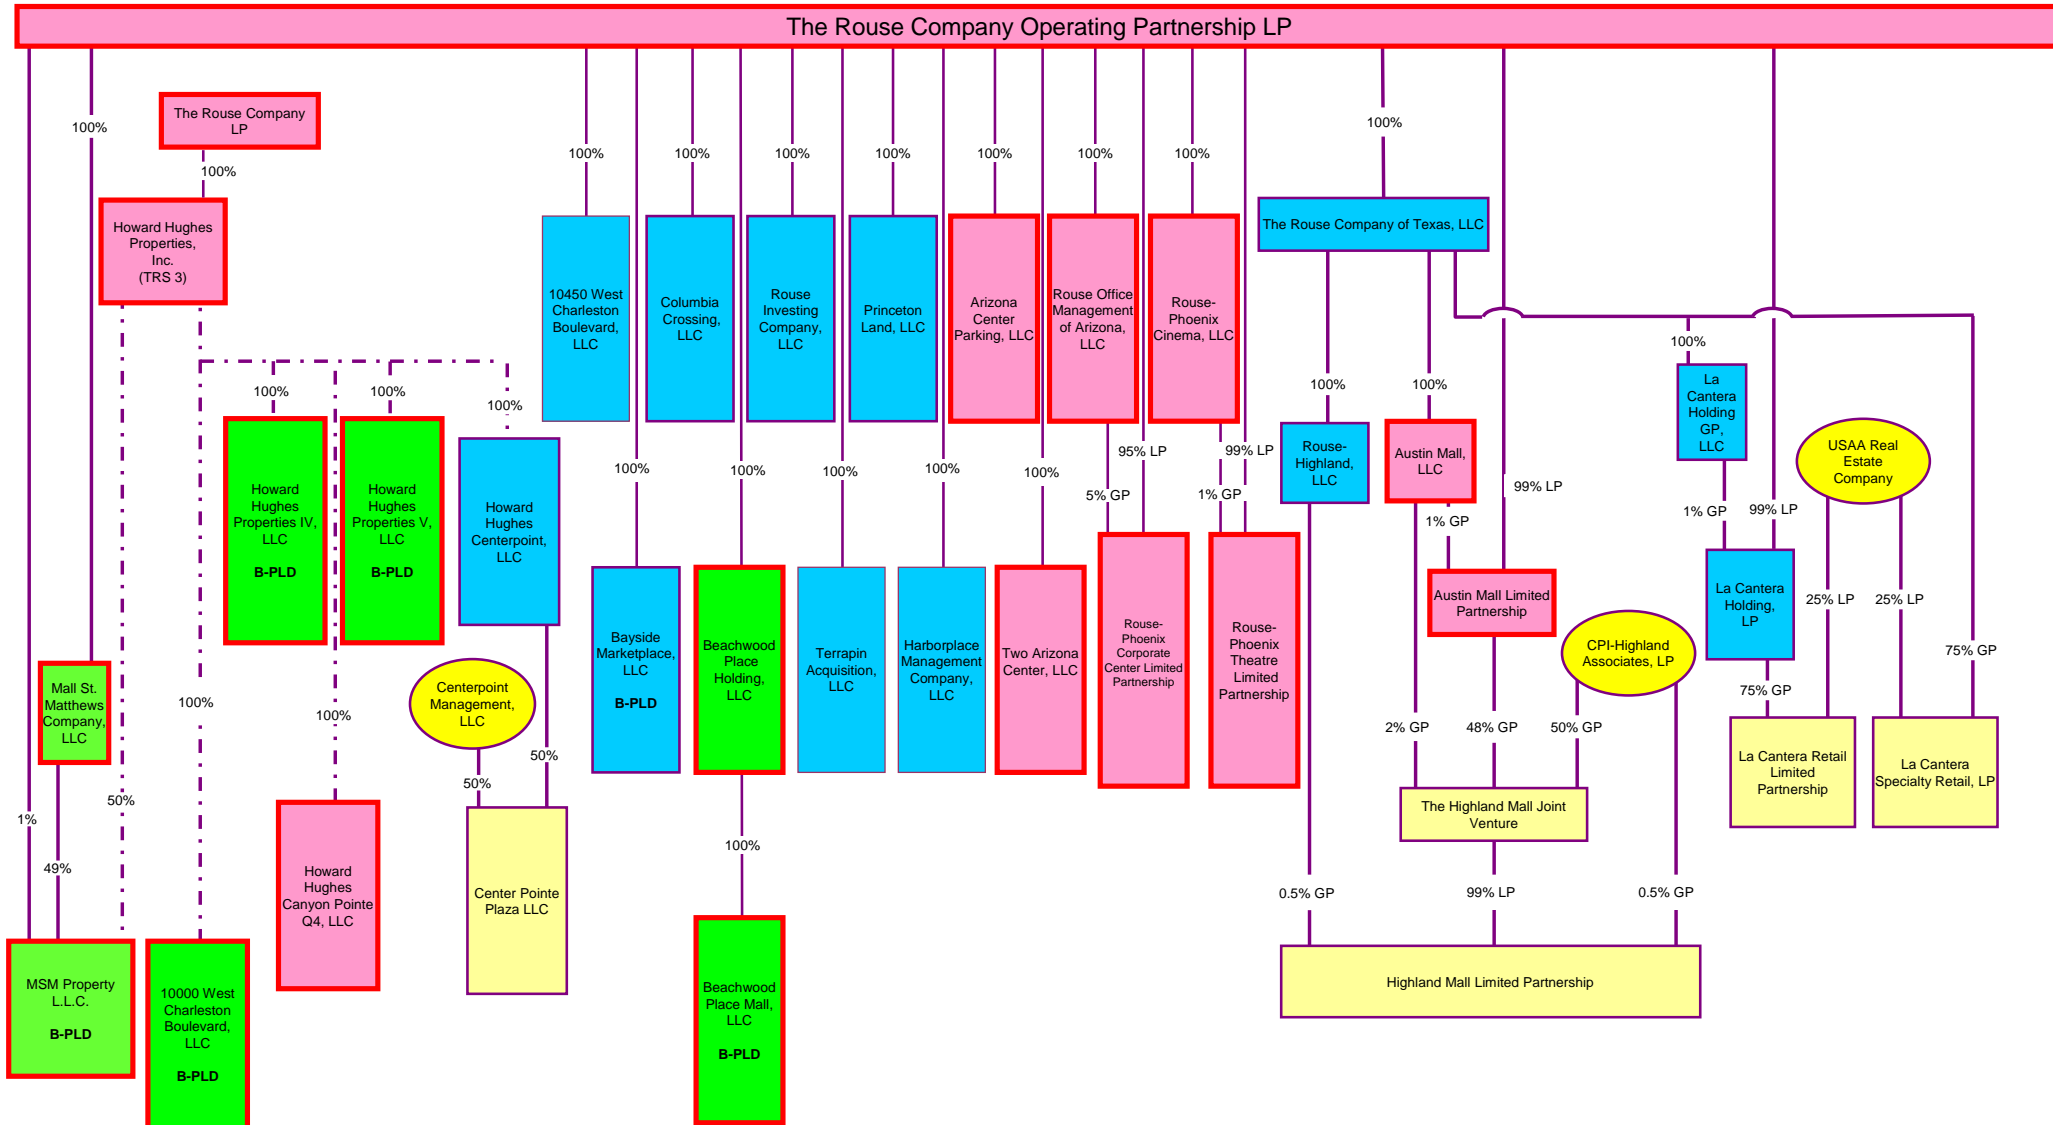 The Rouse Company Operating Partnership LP
The Rouse Company
LP
100%
100%
100%
Howard Hughes
Properties,
Inc.
(TRS 3)
100%
100%
100%
100%
100%
100%
100%
100%
The Rouse Company of Texas, LLC
10450 West
Charleston
Boulevard,
LLC
Columbia
Crossing,
LLC
Rouse
Investing
Company,
LLC
Princeton
Land, LLC
Arizona
Center
Parking, LLC
Rouse Office
Management
of Arizona,
LLC
Rouse-
Phoenix
Cinema, LLC
100%
100%
100%
100%
100%
100%
La
Cantera
Holding
GP,
LLC
Howard
Hughes
Properties IV,
LLC
B-PLD
Howard
Hughes
Properties V,
LLC
B-PLD
Howard
Hughes
Centerpoint,
LLC
100%
100%
100%
100%
100%
95% LP
99% LP
5% GP
1% GP
Rouse-
Highland,
LLC
Austin Mall,
LLC
USAA Real
Estate
Company
99% LP
1% GP
1% GP
99% LP
Bayside
Marketplace,
LLC
B-PLD
Beachwood
Place
Holding,
LLC
Terrapin
Acquisition,
LLC
Harborplace
Management
Company,
LLC
Two Arizona
Center, LLC
Rouse-
Phoenix
Corporate
Center Limited
Partnership
Rouse-
Phoenix
Theatre
Limited
Partnership
Austin Mall Limited
Partnership
CPI-Highland
Associates, LP
La Cantera
Holding,
LP
25% LP
25% LP
75% GP
75% GP
Mall St.
Matthews
Company,
LLC
100%
100%
Centerpoint
Management,
LLC
2% GP
48% GP
50% GP
La Cantera Retail
Limited
Partnership
La Cantera
Specialty Retail, LP
50%
50%
50%
1%
49%
100%
The Highland Mall Joint
Venture
Howard
Hughes
Canyon Pointe
Q4, LLC
Center Pointe
Plaza LLC
0.5% GP
99% LP
0.5% GP
MSM Property
L.L.C.
B-PLD
10000 West
Charleston
Boulevard,
LLC
B-PLD
Beachwood
Place Mall,
LLC
B-PLD
Highland Mall Limited Partnership